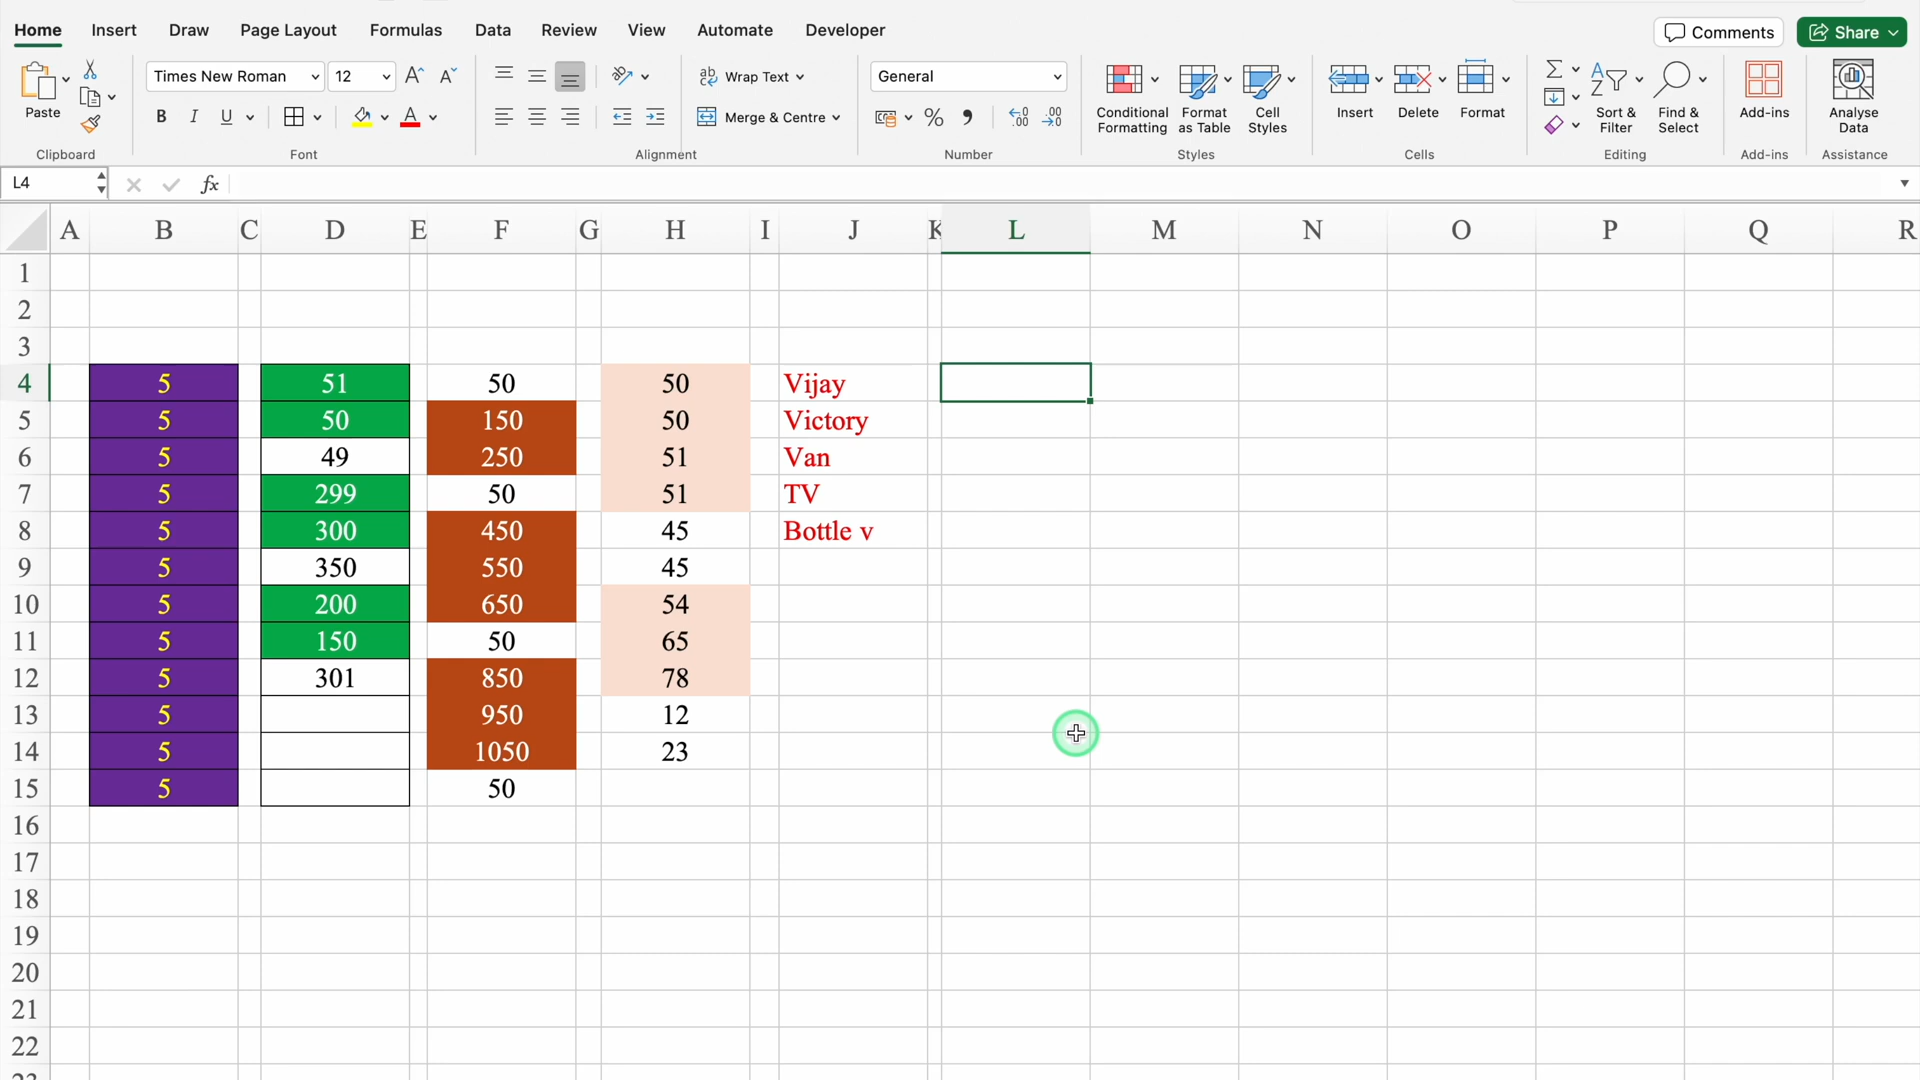 Home Insert Draw Page Layout Formulas Data Review View Automate Developer Comments Share
Times New Roman 12 Wrap Text General
Paste B I U A Merge & Centre % Conditional Formatting Format as Table Cell Styles Insert Delete Format Sort & Filter Find & Select Add-ins Analyse Data
Clipboard Font Alignment Number Styles Cells Editing Add-ins Assistance
L4 fx
A B C D E F G H I J K L M N O P Q R
1
2
3
4 5 51 50 50 Vijay
5 5 50 150 50 Victory
6 5 49 250 51 Van
7 5 299 50 51 TV
8 5 300 450 45 Bottle v
9 5 350 550 45
10 5 200 650 54
11 5 150 50 65
12 5 301 850 78
13 5 950 12
14 5 1050 23
15 5 50
16
17
18
19
20
21
22
23